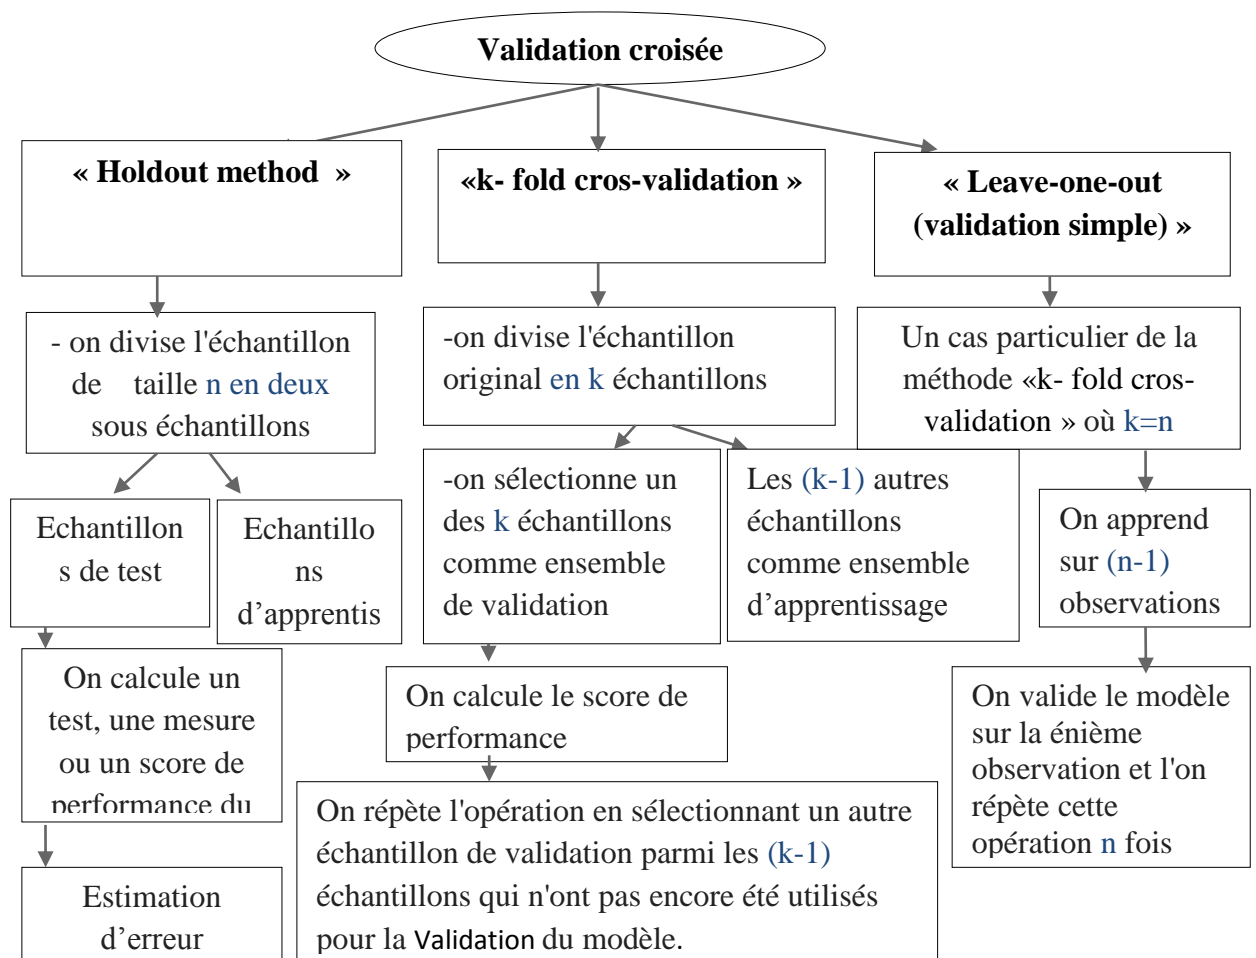 Validation croisée
« Holdout method »
«k- fold cros-validation »
« Leave-one-out
(validation simple) »
- on divise l'échantillon
de taille n en deux
sous échantillons
-on divise l'échantillon
original en k échantillons
Un cas particulier de la
méthode «k- fold cros-
validation » où k=n
Echantillon
s de test
Echantillo
ns
d’apprentis
-on sélectionne un
des k échantillons
comme ensemble
de validation
Les (k-1) autres
échantillons
comme ensemble
d’apprentissage
On apprend
sur (n-1)
observations
On calcule un
test, une mesure
ou un score de
performance du
On calcule le score de
performance
On valide le modèle
sur la énième
observation et l'on
répète cette
opération n fois
Estimation
d’erreur
On répète l'opération en sélectionnant un autre
échantillon de validation parmi les (k-1)
échantillons qui n'ont pas encore été utilisés
pour la Validation du modèle.